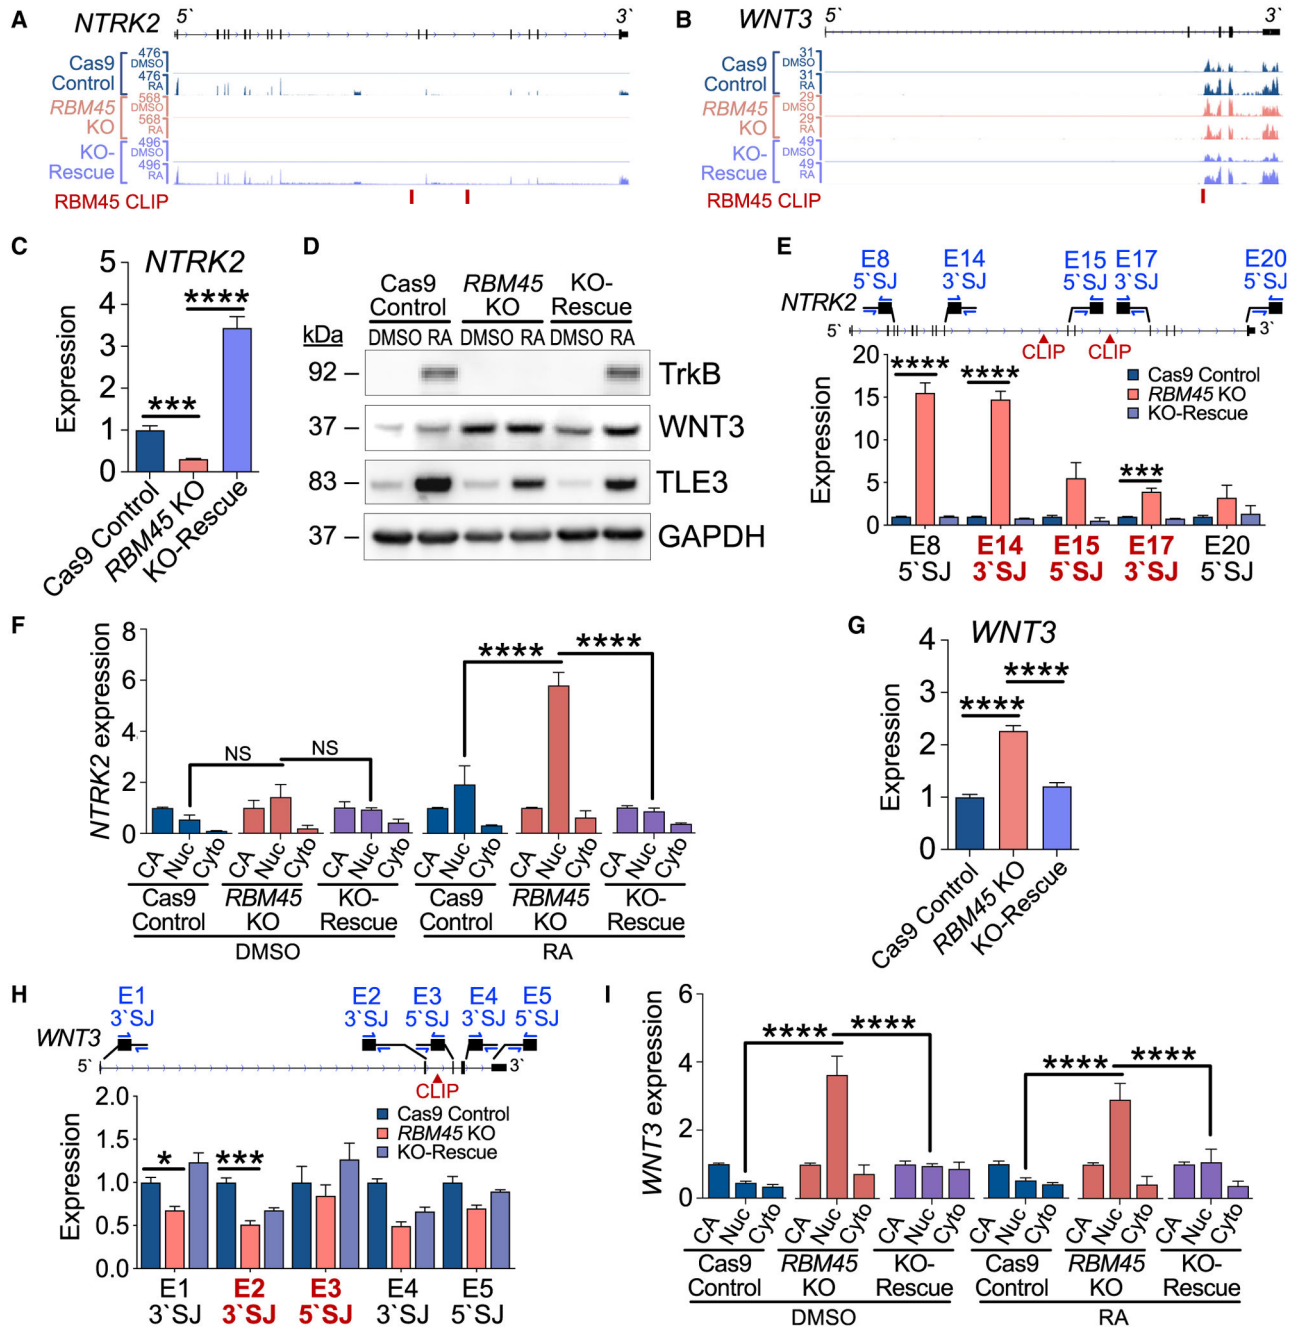 A
NTRK2
5`
3`
Cas9
Control
476
DMSO
476
RA
RBM45
KO
568
DMSO
568
RA
KO-
Rescue
496
DMSO
496
RA
RBM45 CLIP
B
WNT3
5`
3`
Cas9
Control
31
DMSO
31
RA
RBM45
KO
29
DMSO
29
RA
KO-
Rescue
49
DMSO
49
RA
RBM45 CLIP
C
NTRK2
Expression
5
4
3
2
1
0
***
****
Cas9 Control
RBM45 KO
KO-Rescue
D
Cas9
Control
RBM45
KO
KO-
Rescue
kDa
DMSO RA DMSO RA DMSO RA
92
TrkB
37
WNT3
83
TLE3
37
GAPDH
E
E8
5`SJ
E14
3`SJ
E15
5`SJ
E17
3`SJ
E20
5`SJ
NTRK2
5`
3`
CLIP
CLIP
Expression
20
15
10
5
0
****
****
***
Cas9 Control
RBM45 KO
KO-Rescue
E8
5`SJ
E14
3`SJ
E15
5`SJ
E17
3`SJ
E20
5`SJ
F
NTRK2 expression
8
6
4
2
0
NS
NS
****
****
CA Nuc Cyto CA Nuc Cyto CA Nuc Cyto CA Nuc Cyto CA Nuc Cyto CA Nuc Cyto
Cas9
Control
RBM45
KO
KO-
Rescue
Cas9
Control
RBM45
KO
KO-
Rescue
DMSO
RA
G
WNT3
Expression
4
3
2
1
0
****
****
Cas9 Control
RBM45 KO
KO-Rescue
H
E1
3`SJ
E2
3`SJ
E3
5`SJ
E4
3`SJ
E5
5`SJ
WNT3
5`
3`
CLIP
Expression
2.0
1.5
1.0
0.5
0.0
*
***
Cas9 Control
RBM45 KO
KO-Rescue
E1
3`SJ
E2
3`SJ
E3
5`SJ
E4
3`SJ
E5
5`SJ
I
WNT3 expression
6
4
2
0
****
****
****
****
CA Nuc Cyto CA Nuc Cyto CA Nuc Cyto CA Nuc Cyto CA Nuc Cyto CA Nuc Cyto
Cas9
Control
RBM45
KO
KO-
Rescue
Cas9
Control
RBM45
KO
KO-
Rescue
DMSO
RA